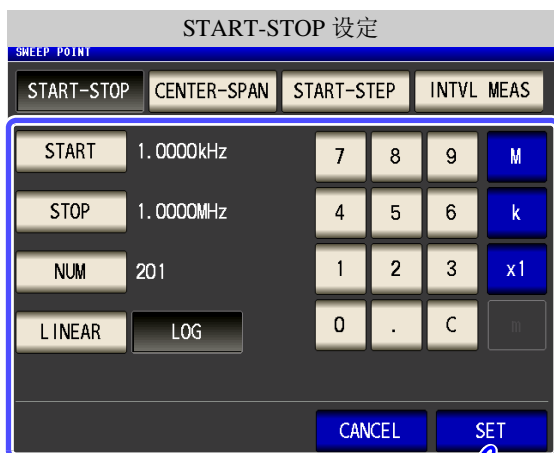 START-STOP 设定
SWEEP POINT
START-STOP CENTER-SPAN START-STEP INTVL MEAS
START 1.0000kHz 7 8 9 M
STOP 1.0000MHz 4 5 6 k
NUM 201 1 2 3 x1
LINEAR LOG 0 . C m
CANCEL SET